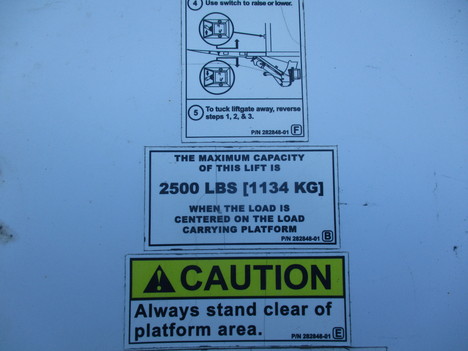 4 Use switch to raise or lower.
5 To tuck liftgate away, reverse
steps 1, 2, & 3.
P/N 282848-01 F
THE MAXIMUM CAPACITY
OF THIS LIFT IS
2500 LBS [1134 KG]
WHEN THE LOAD IS
CENTERED ON THE LOAD
CARRYING PLATFORM
P/N 282848-01 B
CAUTION
Always stand clear of
platform area.
P/N 282848-01 E